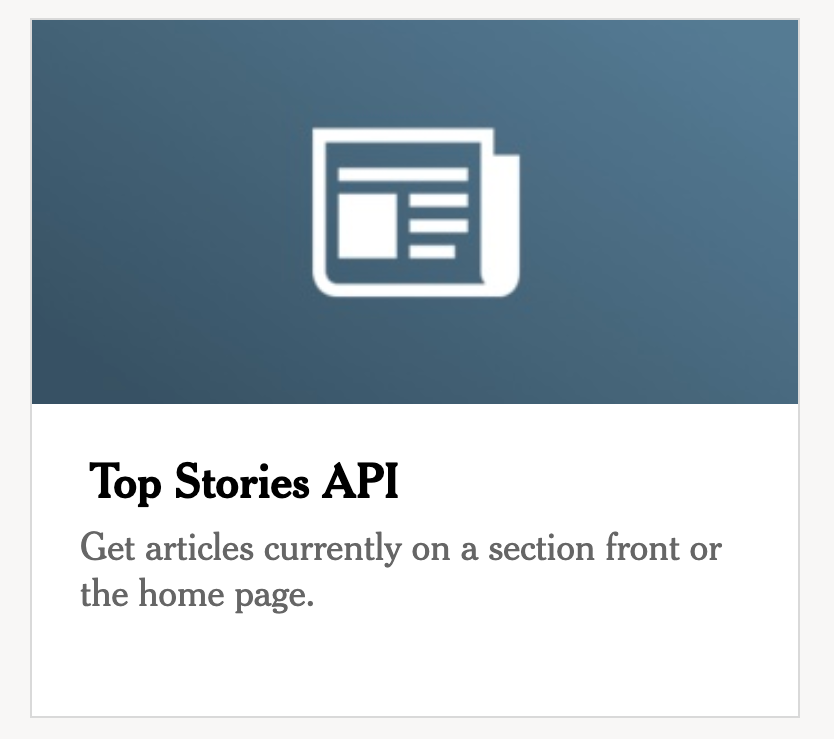 Top Stories API
Get articles currently on a section front or
the home page.